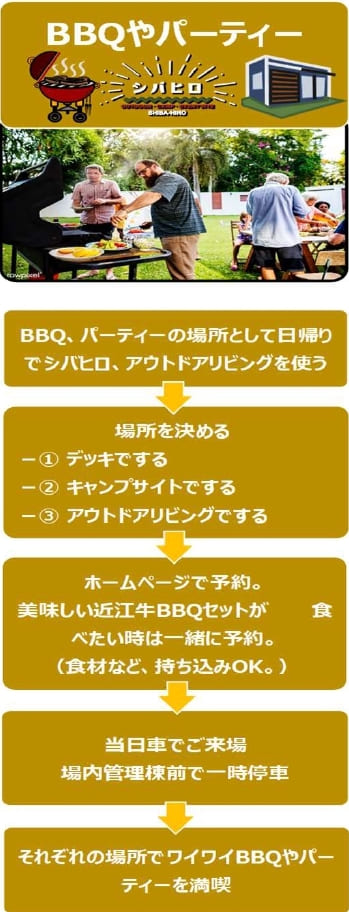 BBQやパーティー
シバヒロ
OUTDOOR・CAMP・SHARYSITE
SHIBA-HIRO
rawpixel
BBQ、パーティーの場所として日帰り
でシバヒロ、アウトドアリビングを使う
場所を決める
－① デッキでする
－② キャンプサイトでする
－③ アウトドアリビングでする
ホームページで予約。
美味しい近江牛BBQセットが　　食
べたい時は一緒に予約。
（食材など、持ち込みOK。）
当日車でご来場
場内管理棟前で一時停車
それぞれの場所でワイワイBBQやパー
ティーを満喫